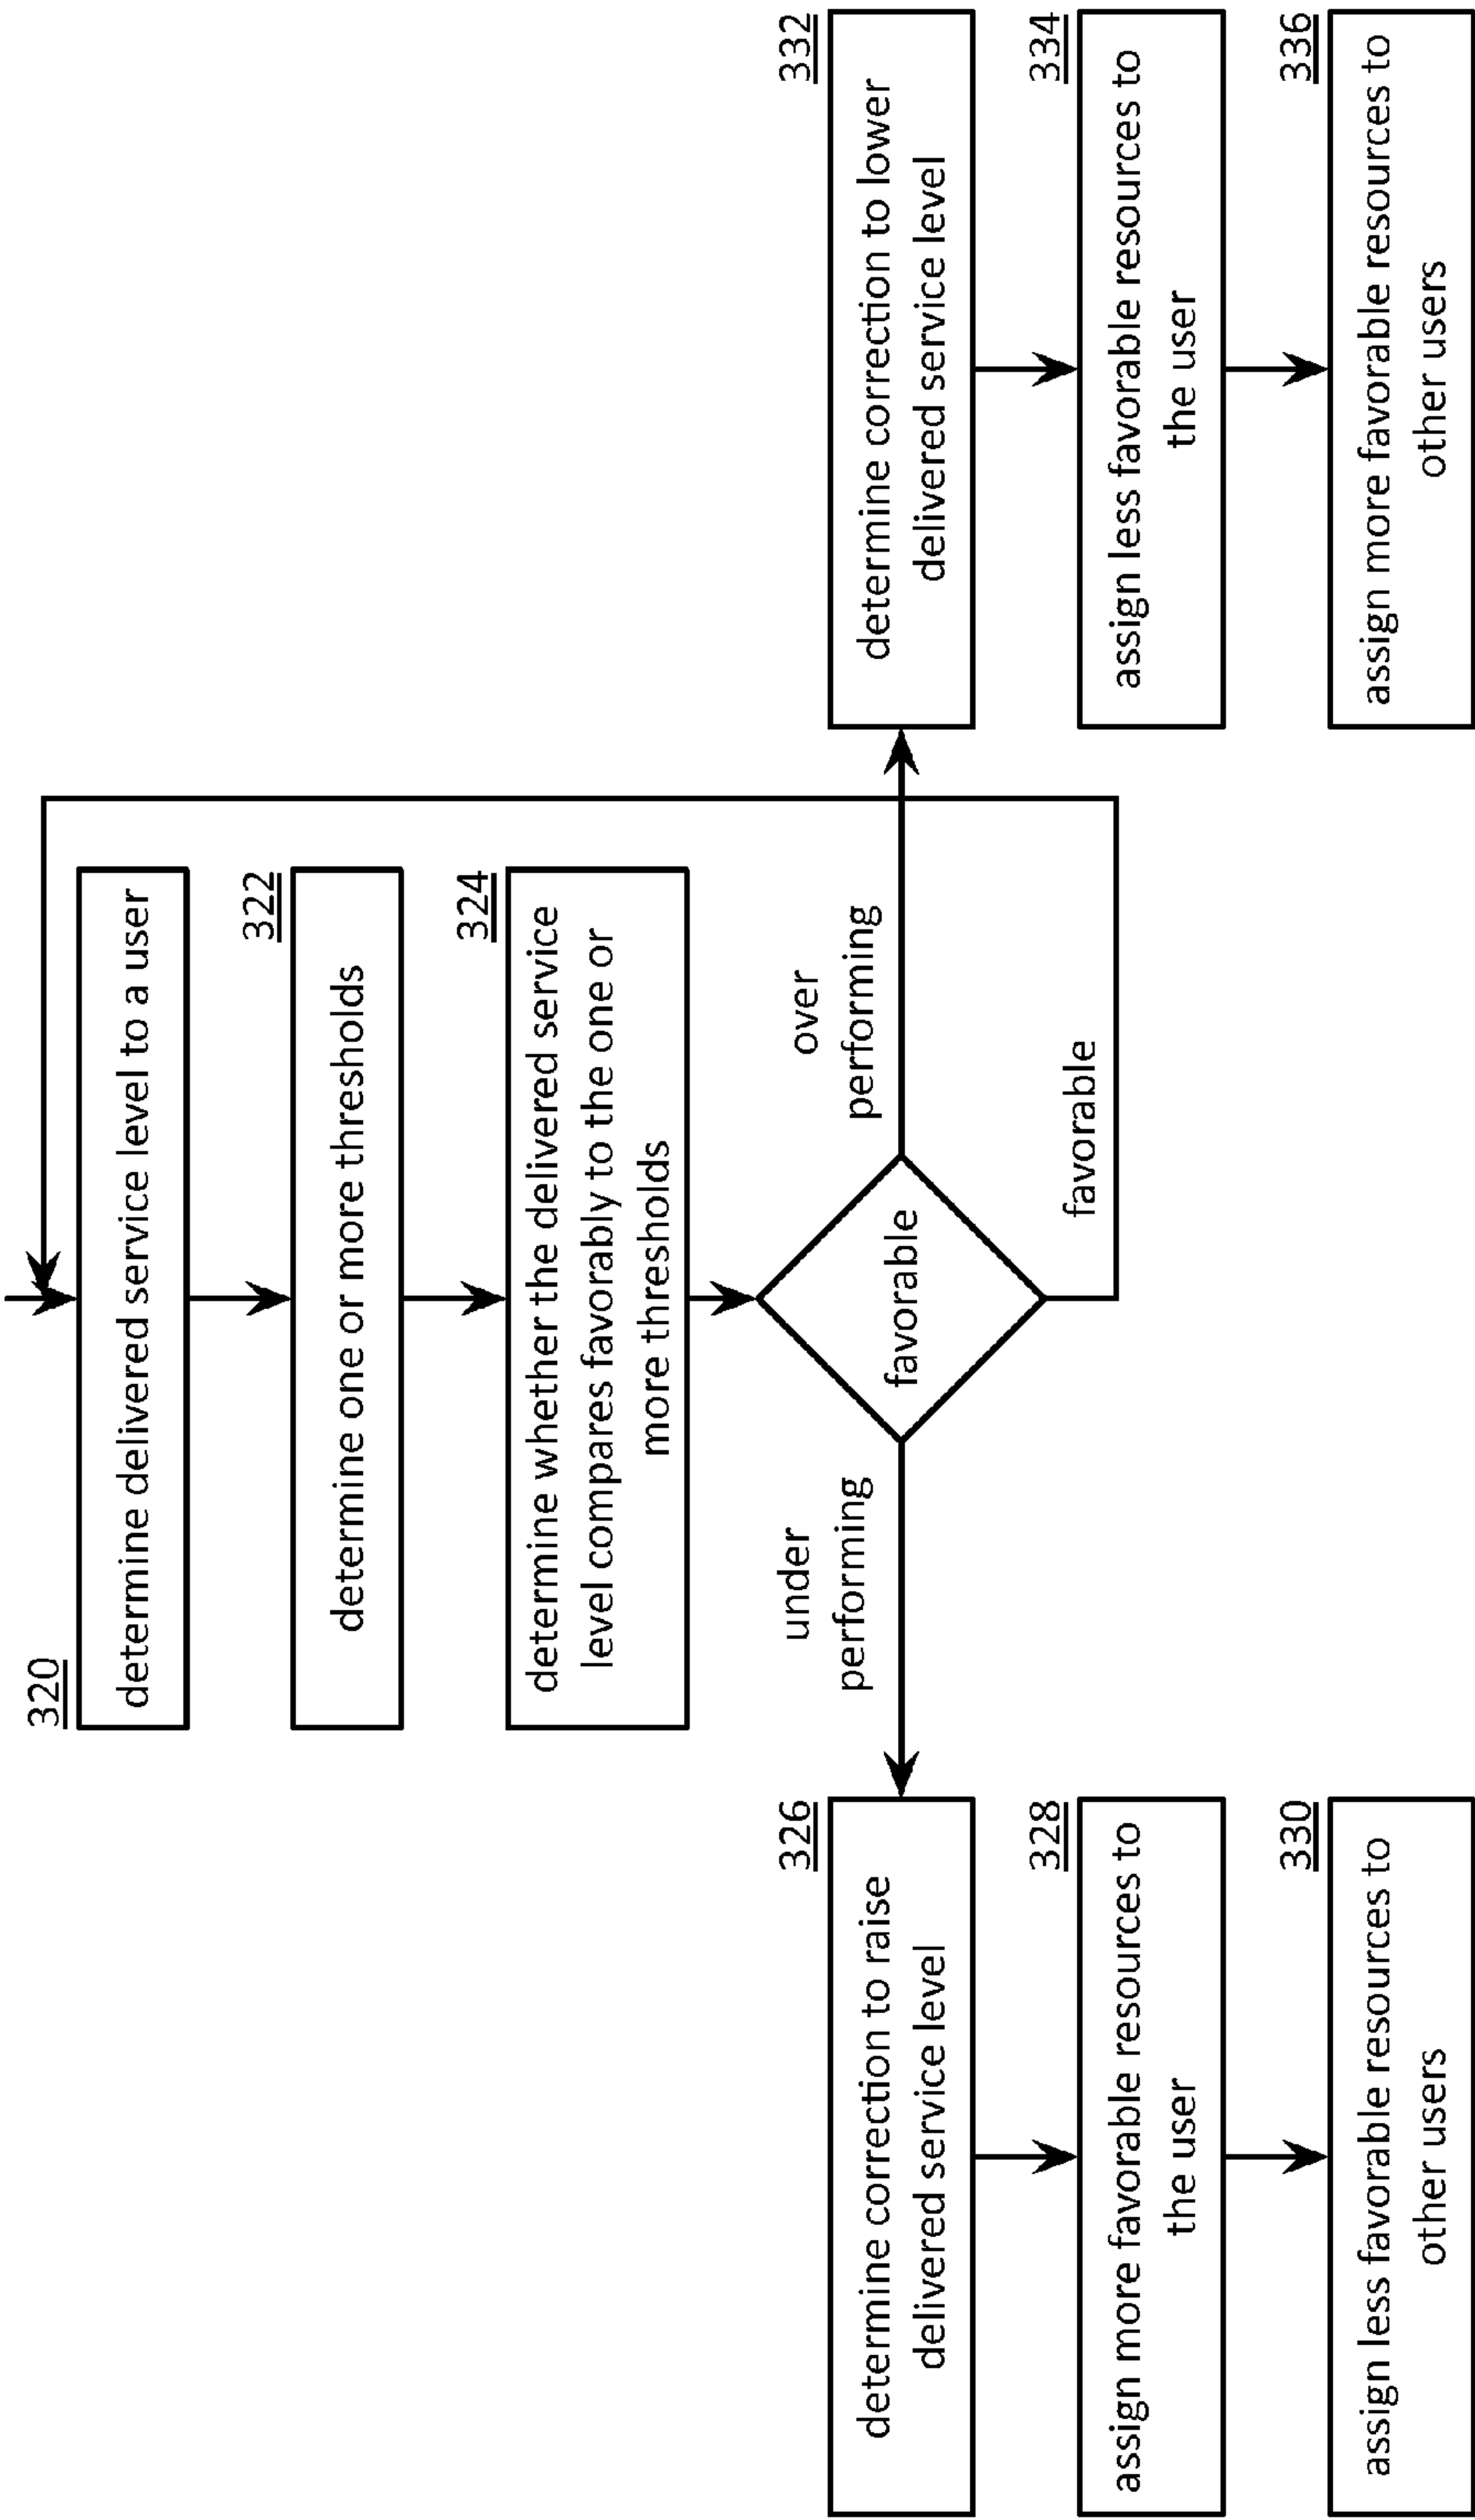 320
determine delivered service level to a user
322
determine one or more thresholds
324
determine whether the delivered service
level compares favorably to the one or
more thresholds
under
performing
favorable
over
performing
favorable
326
determine correction to raise
delivered service level
328
assign more favorable resources to
the user
330
assign less favorable resources to
other users
332
determine correction to lower
delivered service level
334
assign less favorable resources to
the user
336
assign more favorable resources to
other users